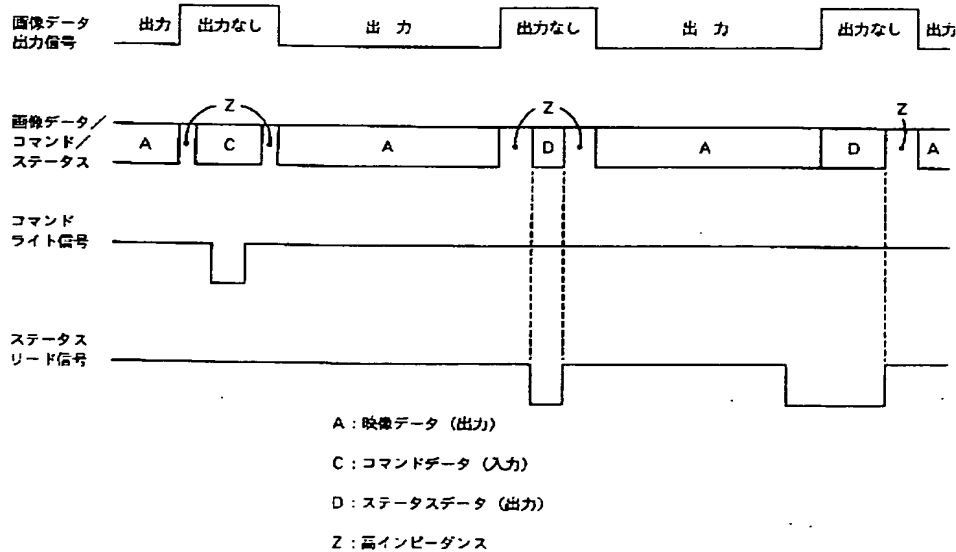 画像データ
出力信号
出力 出力なし 出 力 出力なし 出 力 出力なし 出力
画像データ/
コマンド/
ステータス
Z Z Z
A C A D A D A
コマンド
ライト信号
ステータス
リード信号
A:映像データ(出力)
C:コマンドデータ(入力)
D:ステータスデータ(出力)
Z:高インピーダンス